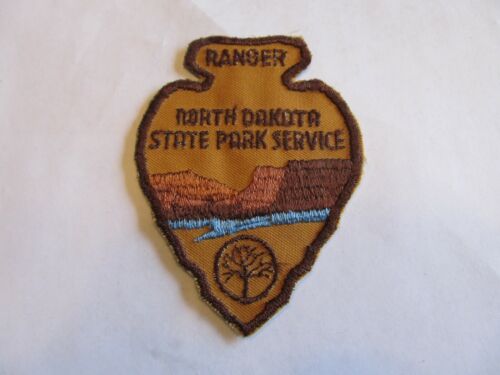 RANGER
NORTH DAKOTA
STATE PARK SERVICE